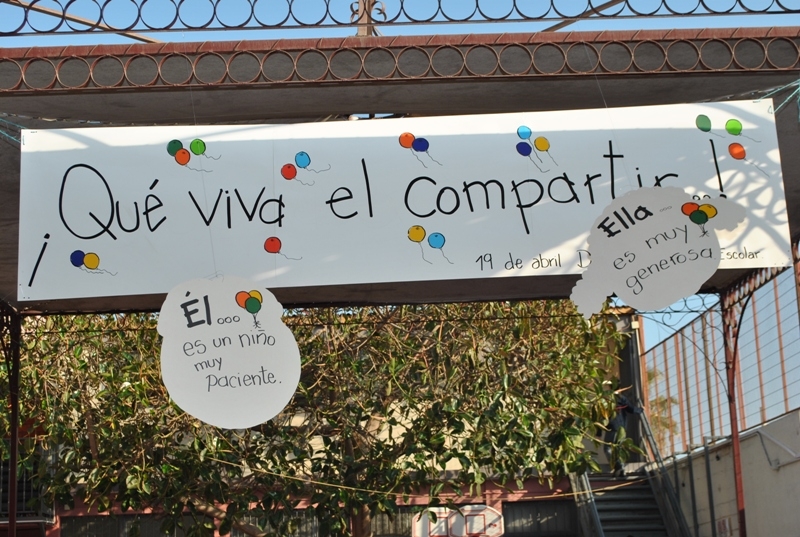 ¡Qué viva el compartir!
19 de abril D Escolar
Él...
es un niño
muy
paciente.
Ella ....
es muy
generosa